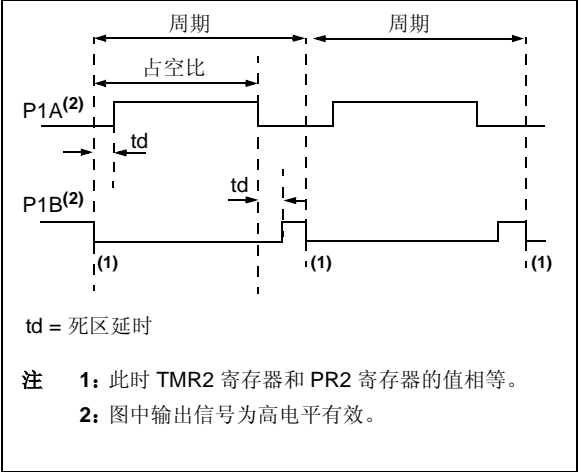 周期 周期
占空比
P1A(2)
td
td
P1B(2)
(1) (1) (1)
td = 死区延时
注 1: 此时 TMR2 寄存器和 PR2 寄存器的值相等。
2: 图中输出信号为高电平有效。